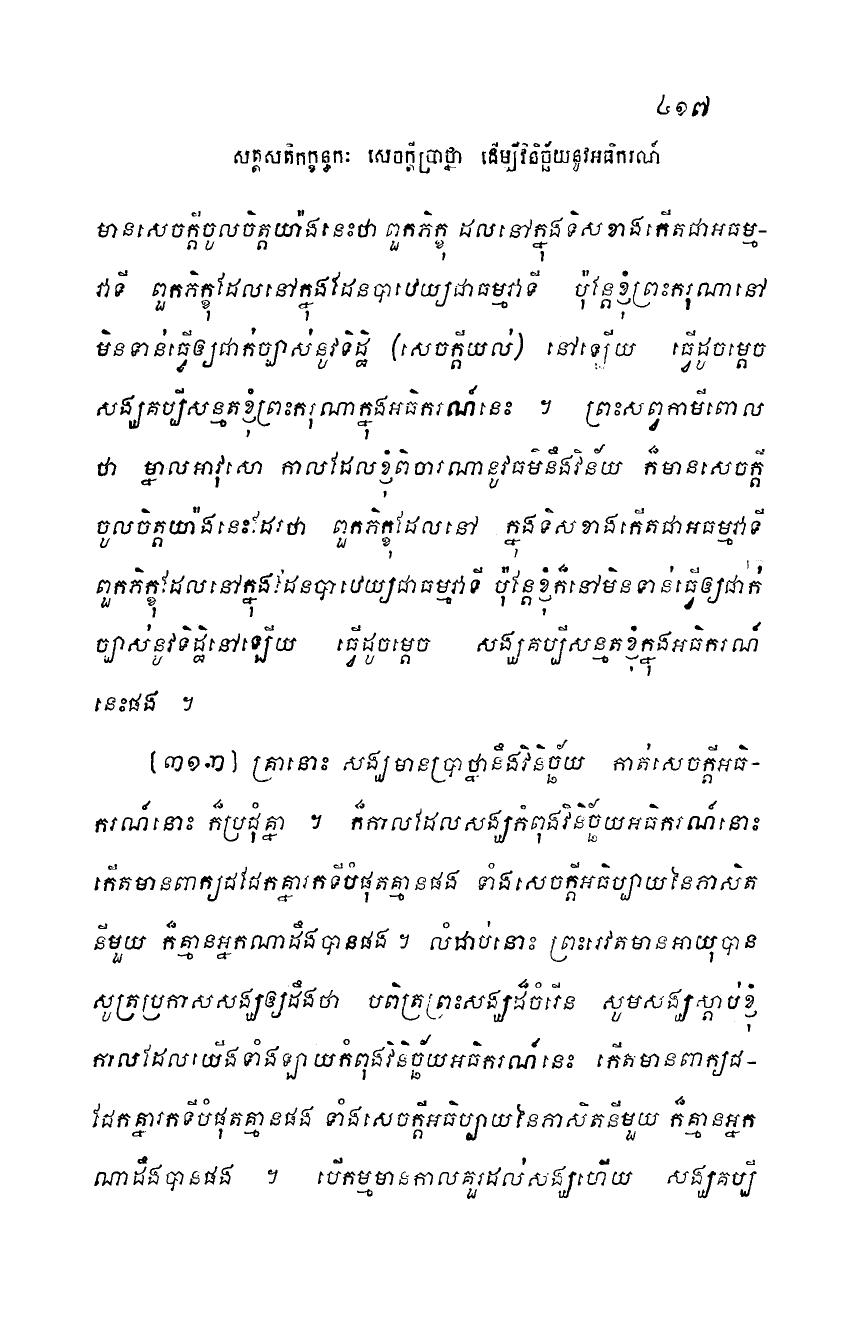 ៤១៧
សត្តសតិកក្ខន្ធកៈ សេចក្តីប្រាថ្នា ដើម្បីវិនិច្ឆ័យនូវអធិករណ៍
មានសេចក្តីចូលចិត្តយ៉ាងនេះថា ពួកភិក្ខុ ដលនៅក្នុងទិសខាងកើតជាអធម្ម-
វាទី ពួកភិក្ខុដែលនៅក្នុងដែនបាឋេយ្យជាធម្មវាទី ប៉ុន្តែខ្ញុំព្រះករុណានៅ
មិនទាន់ធ្វើឲ្យជាក់ច្បាស់នូវទិដ្ឋិ (សេចក្តីយល់) នៅឡើយ ធ្វើដូចម្តេច
សង្ឃគប្បីសន្មតខ្ញុំព្រះករុណាក្នុងអធិករណ៍នេះ ។ ព្រះសព្វកាមីពោល
ថា ម្នាលអាវុសោ កាលដែលខ្ញុំពិចារណានូវធម៌នឹងវិន័យ ក៏មានសេចក្តី
ចូលចិត្តយ៉ាងនេះដែរថា ពួកភិក្ខុដែលនៅ ក្នុងទិសខាងកើតជាអធម្មវាទី
ពួកភិក្ខុដែលនៅក្នុងដែនបាឋេយ្យជាធម្មវាទី ប៉ុន្តែខ្ញុំក៏នៅមិនទាន់ធ្វើឲ្យជាក់
ច្បាស់នូវទិដ្ឋិនៅឡើយ ធ្វើដូចម្តេច សង្ឃគប្បីសន្មតខ្ញុំក្នុងអធិករណ៍
នេះផង ។
(៣១៣) គ្រានោះ សង្ឃមានប្រាថ្នានឹងវិនិច្ឆ័យ កាត់សេចក្តីអធិ-
ករណ៍នោះ ក៏ប្រជុំគ្នា ។ ក៏កាលដែលសង្ឃកំពុងវិនិច្ឆ័យអធិករណ៍នោះ
កើតមានពាក្យដដែកគ្នារកទីបំផុតគ្មានផង ទាំងសេចក្តីអធិប្បាយនៃភាសិត
នីមួយ ក៏គ្មានអ្នកណាដឹងបានផង ។ លំដាប់នោះ ព្រះរេវតមានអាយុបាន
សូត្រប្រកាសសង្ឃឲ្យដឹងថា បពិត្រព្រះសង្ឃដ៏ចំរើន សូមសង្ឃស្តាប់ខ្ញុំ
កាលដែលយើងទាំងឡាយកំពុងវិនិច្ឆ័យអធិករណ៍នេះ កើតមានពាក្យដ-
ដែកគ្នារកទីបំផុតគ្មានផង ទាំងសេចក្តីអធិប្បាយនៃភាសិតនីមួយ ក៏គ្មានអ្នក
ណាដឹងបានផង ។ បើកម្មមានកាលគួរដល់សង្ឃហើយ សង្ឃគប្បី